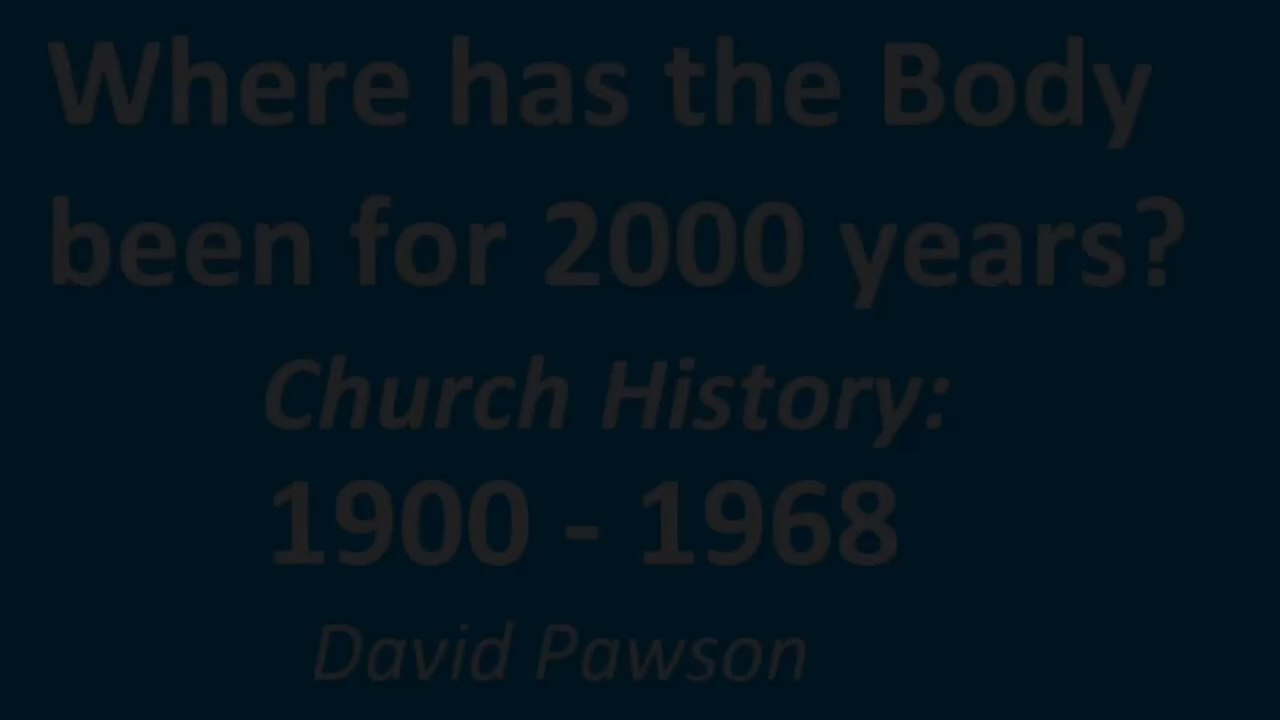 Where has the Body
been for 2000 years?
Church History:
1900 - 1968
David Pawson